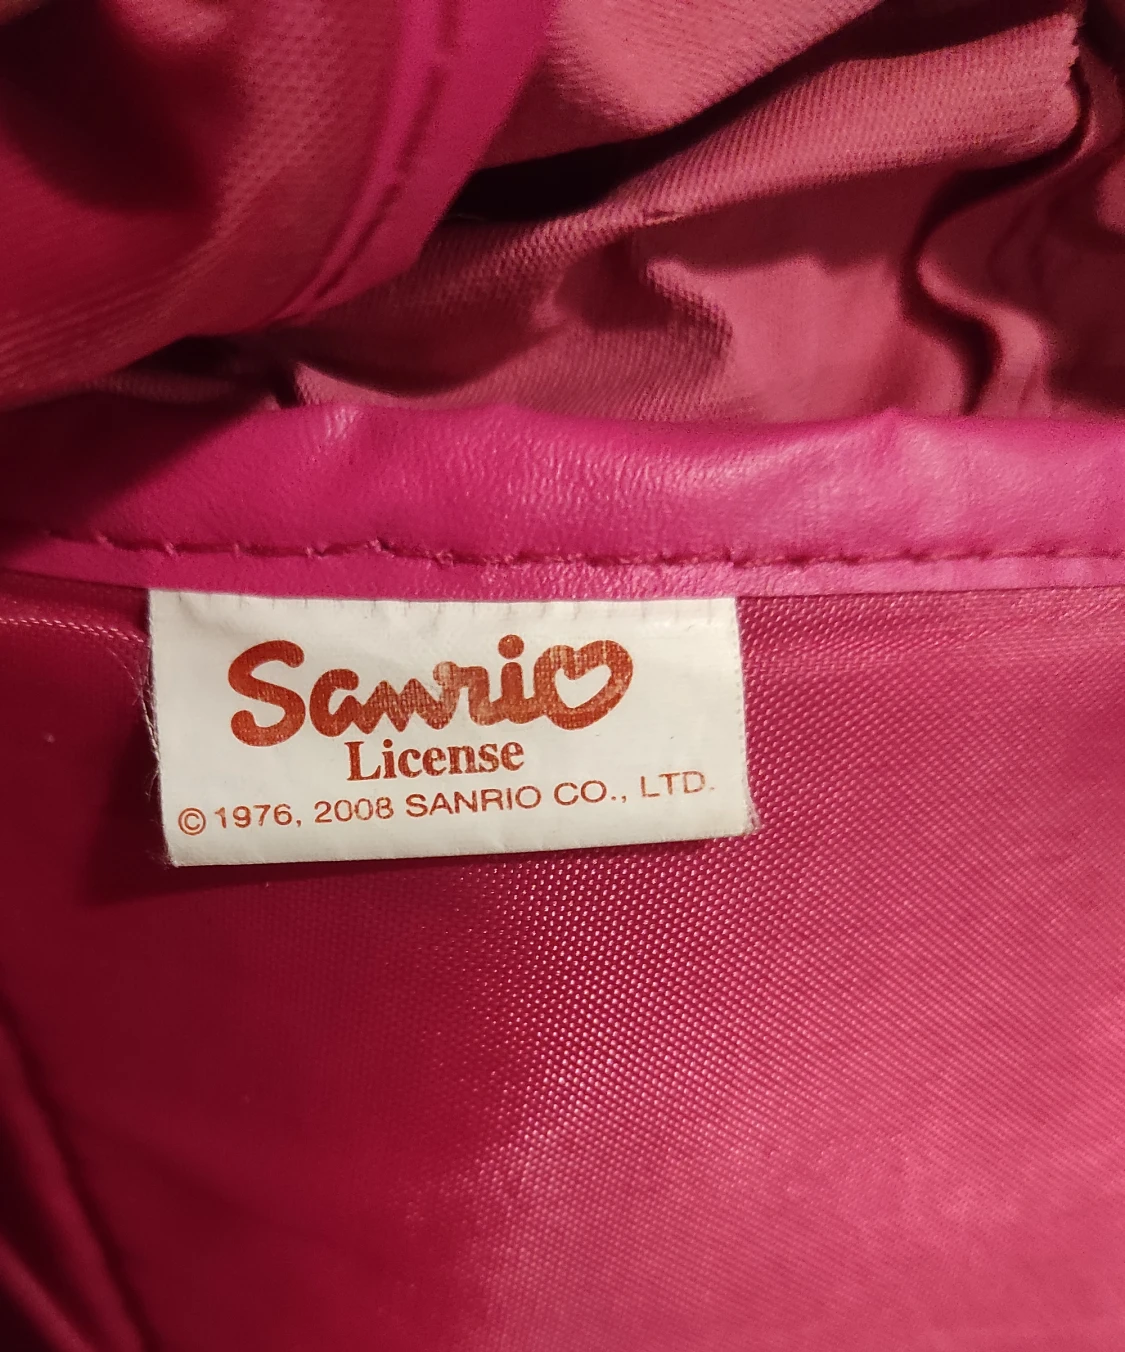 Sanrio
License
© 1976, 2008 SANRIO CO., LTD.